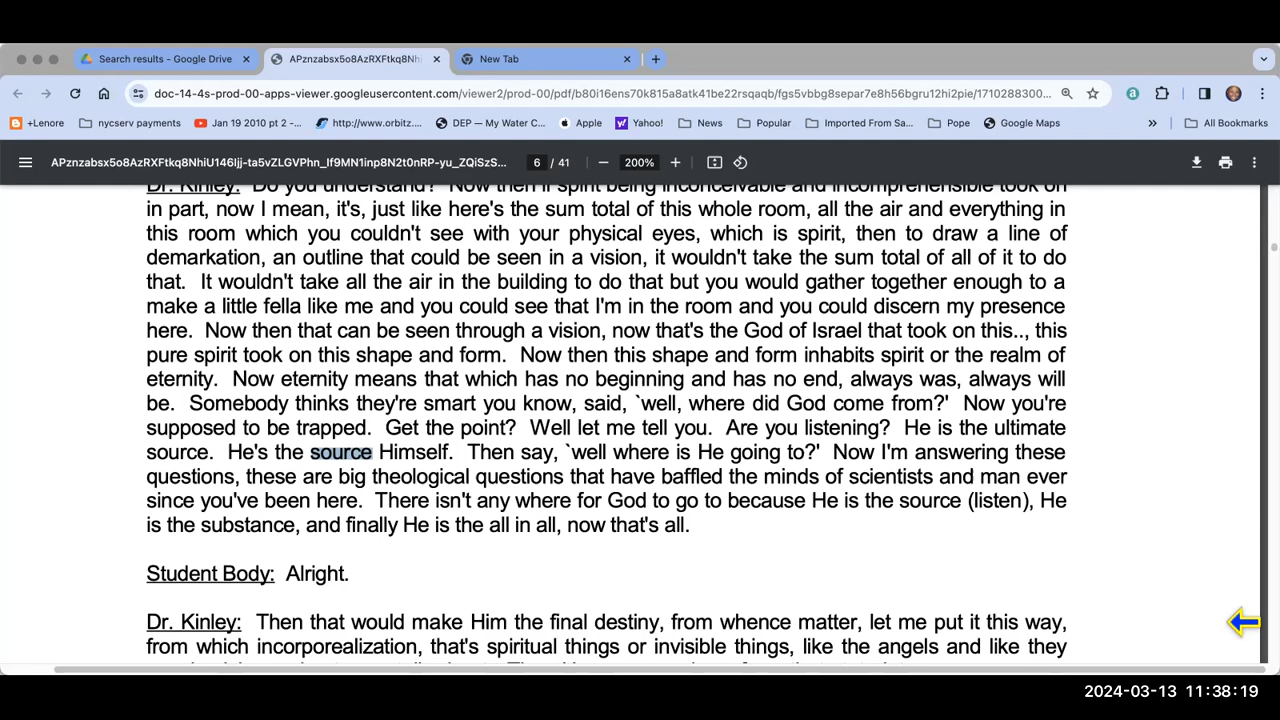 Search results - Google Drive
APznzabsx5o8AzRXFtkq8Nhi
New Tab
doc-14-4s-prod-00-apps-viewer.googleusercontent.com/viewer2/prod-00/pdf/b80i16ens70k815a8atk41be22rsqaqb/fgs5vbbg8separ7e8h56bgru12hi2pie/1710288300...
+Lenore
nycserv payments
Jan 19 2010 pt 2 -...
http://www.orbitz....
DEP — My Water C...
Apple
Yahoo!
News
Popular
Imported From Sa...
Pope
Google Maps
»
All Bookmarks
APznzabsx5o8AzRXFtkq8NhiU146Ijj-ta5vZLGVPhn_If9MN1inp8N2t0nRP-yu_ZQiSzS...
6 / 41
200%
Dr. Kinley: Do you understand? Now then if spirit being inconceivable and incomprehensible took on
in part, now I mean, it's, just like here's the sum total of this whole room, all the air and everything in
this room which you couldn't see with your physical eyes, which is spirit, then to draw a line of
demarkation, an outline that could be seen in a vision, it wouldn't take the sum total of all of it to do
that. It wouldn't take all the air in the building to do that but you would gather together enough to a
make a little fella like me and you could see that I'm in the room and you could discern my presence
here. Now then that can be seen through a vision, now that's the God of Israel that took on this.., this
pure spirit took on this shape and form. Now then this shape and form inhabits spirit or the realm of
eternity. Now eternity means that which has no beginning and has no end, always was, always will
be. Somebody thinks they're smart you know, said, `well, where did God come from?' Now you're
supposed to be trapped. Get the point? Well let me tell you. Are you listening? He is the ultimate
source. He's the source Himself. Then say, `well where is He going to?' Now I'm answering these
questions, these are big theological questions that have baffled the minds of scientists and man ever
since you've been here. There isn't any where for God to go to because He is the source (listen), He
is the substance, and finally He is the all in all, now that's all.
Student Body: Alright.
Dr. Kinley: Then that would make Him the final destiny, from whence matter, let me put it this way,
from which incorporealization, that's spiritual things or invisible things, like the angels and like they
2024-03-13 11:38:19